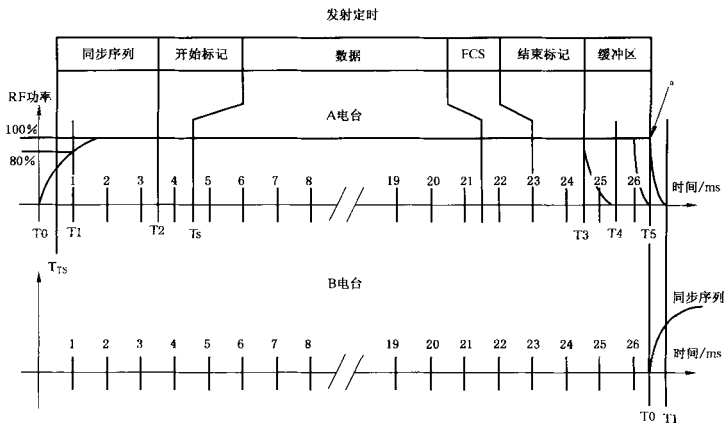 发射定时
同步序列 开始标记 数据 FCS 结束标记 缓冲区
RF功率
A电台
a
100%
80%
1 2 3 4 5 6 7 8 19 20 21 22 23 24 25 26
时间/ms
T0 T1 T2 Ts T3 T4 T5
TTS
B电台
同步序列
1 2 3 4 5 6 7 8 19 20 21 22 23 24 25 26
时间/ms
T0 T1